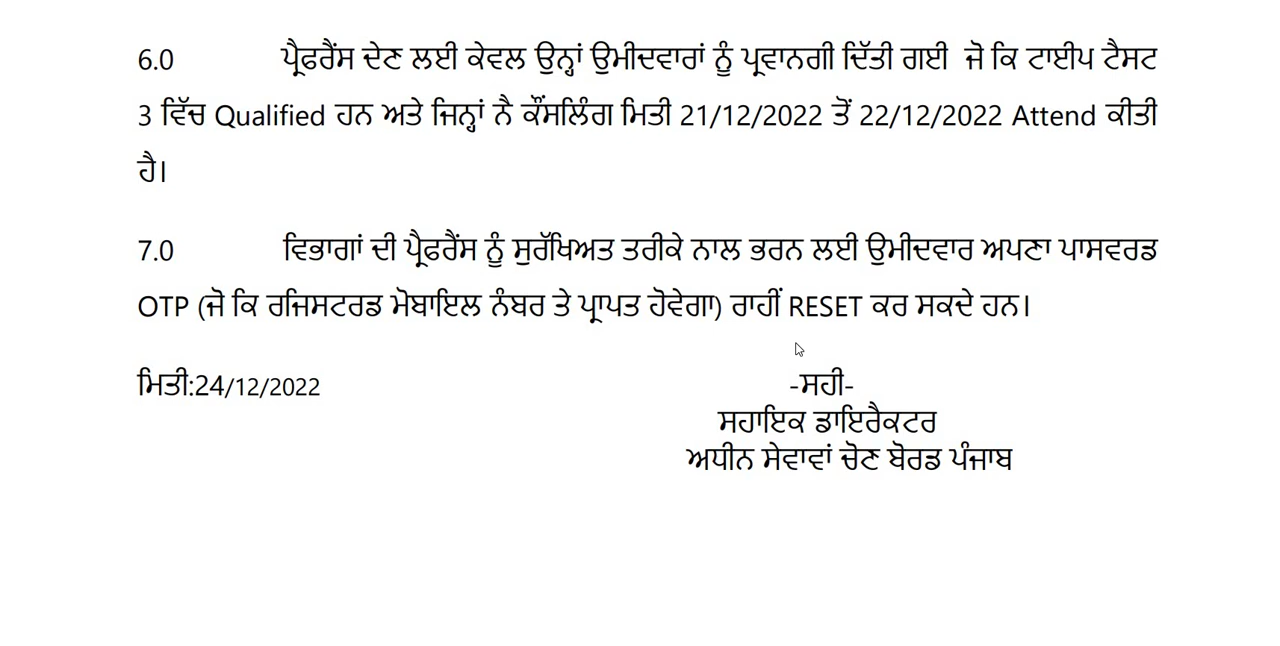 6.0 ਪ੍ਰੈਫਰੈਂਸ ਦੇਣ ਲਈ ਕੇਵਲ ਉਨ੍ਹਾਂ ਉਮੀਦਵਾਰਾਂ ਨੂੰ ਪ੍ਰਵਾਨਗੀ ਦਿੱਤੀ ਗਈ ਜੋ ਕਿ ਟਾਈਪ ਟੈਸਟ
3 ਵਿੱਚ Qualified ਹਨ ਅਤੇ ਜਿਨ੍ਹਾਂ ਨੈ ਕੌਂਸਲਿੰਗ ਮਿਤੀ 21/12/2022 ਤੋਂ 22/12/2022 Attend ਕੀਤੀ
ਹੈ।
7.0 ਵਿਭਾਗਾਂ ਦੀ ਪ੍ਰੈਫਰੈਂਸ ਨੂੰ ਸੁਰੱਖਿਅਤ ਤਰੀਕੇ ਨਾਲ ਭਰਨ ਲਈ ਉਮੀਦਵਾਰ ਅਪਣਾ ਪਾਸਵਰਡ
OTP (ਜੋ ਕਿ ਰਜਿਸਟਰਡ ਮੋਬਾਇਲ ਨੰਬਰ ਤੇ ਪ੍ਰਾਪਤ ਹੋਵੇਗਾ) ਰਾਹੀਂ RESET ਕਰ ਸਕਦੇ ਹਨ।
ਮਿਤੀ:24/12/2022 -ਸਹੀ-
ਸਹਾਇਕ ਡਾਇਰੈਕਟਰ
ਅਧੀਨ ਸੇਵਾਵਾਂ ਚੋਣ ਬੋਰਡ ਪੰਜਾਬ